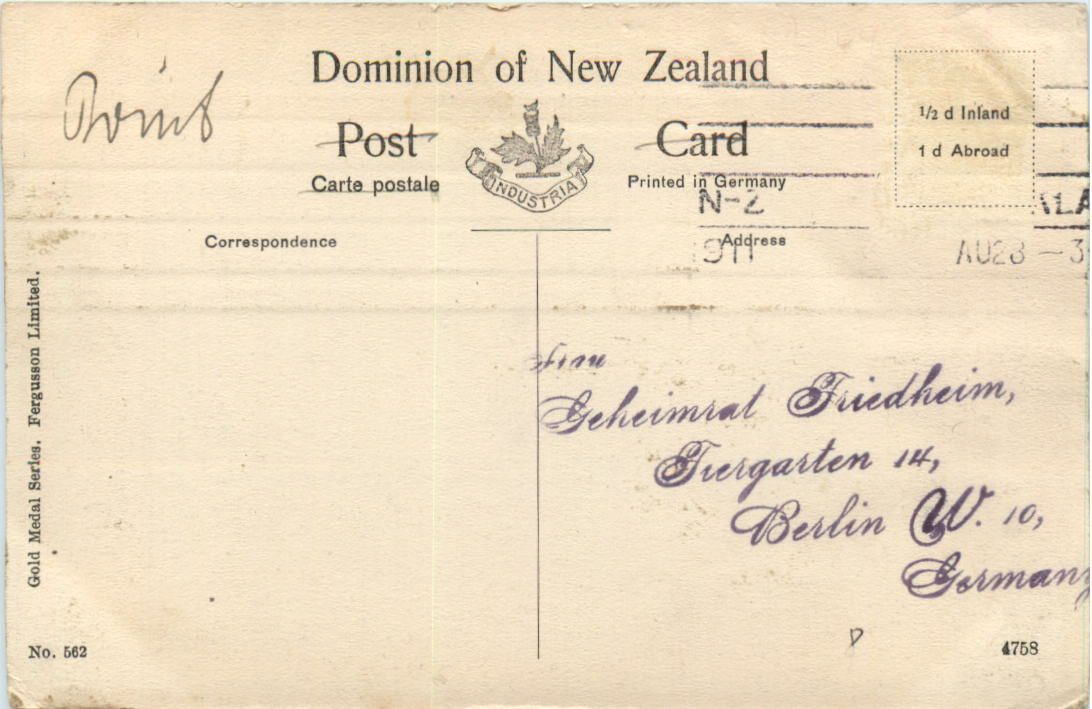 Dominion of New Zealand
Post Card
Carte postale
INDUSTRIA
Printed in Germany
1/2 d Inland
1 d Abroad
N-Z
1911
AU23 —3
Correspondence
Address
Frau
Geheimrat Friedheim,
Tiergarten 14,
Berlin W. 10,
Germany
Gold Medal Series. Fergusson Limited.
No. 562
4758